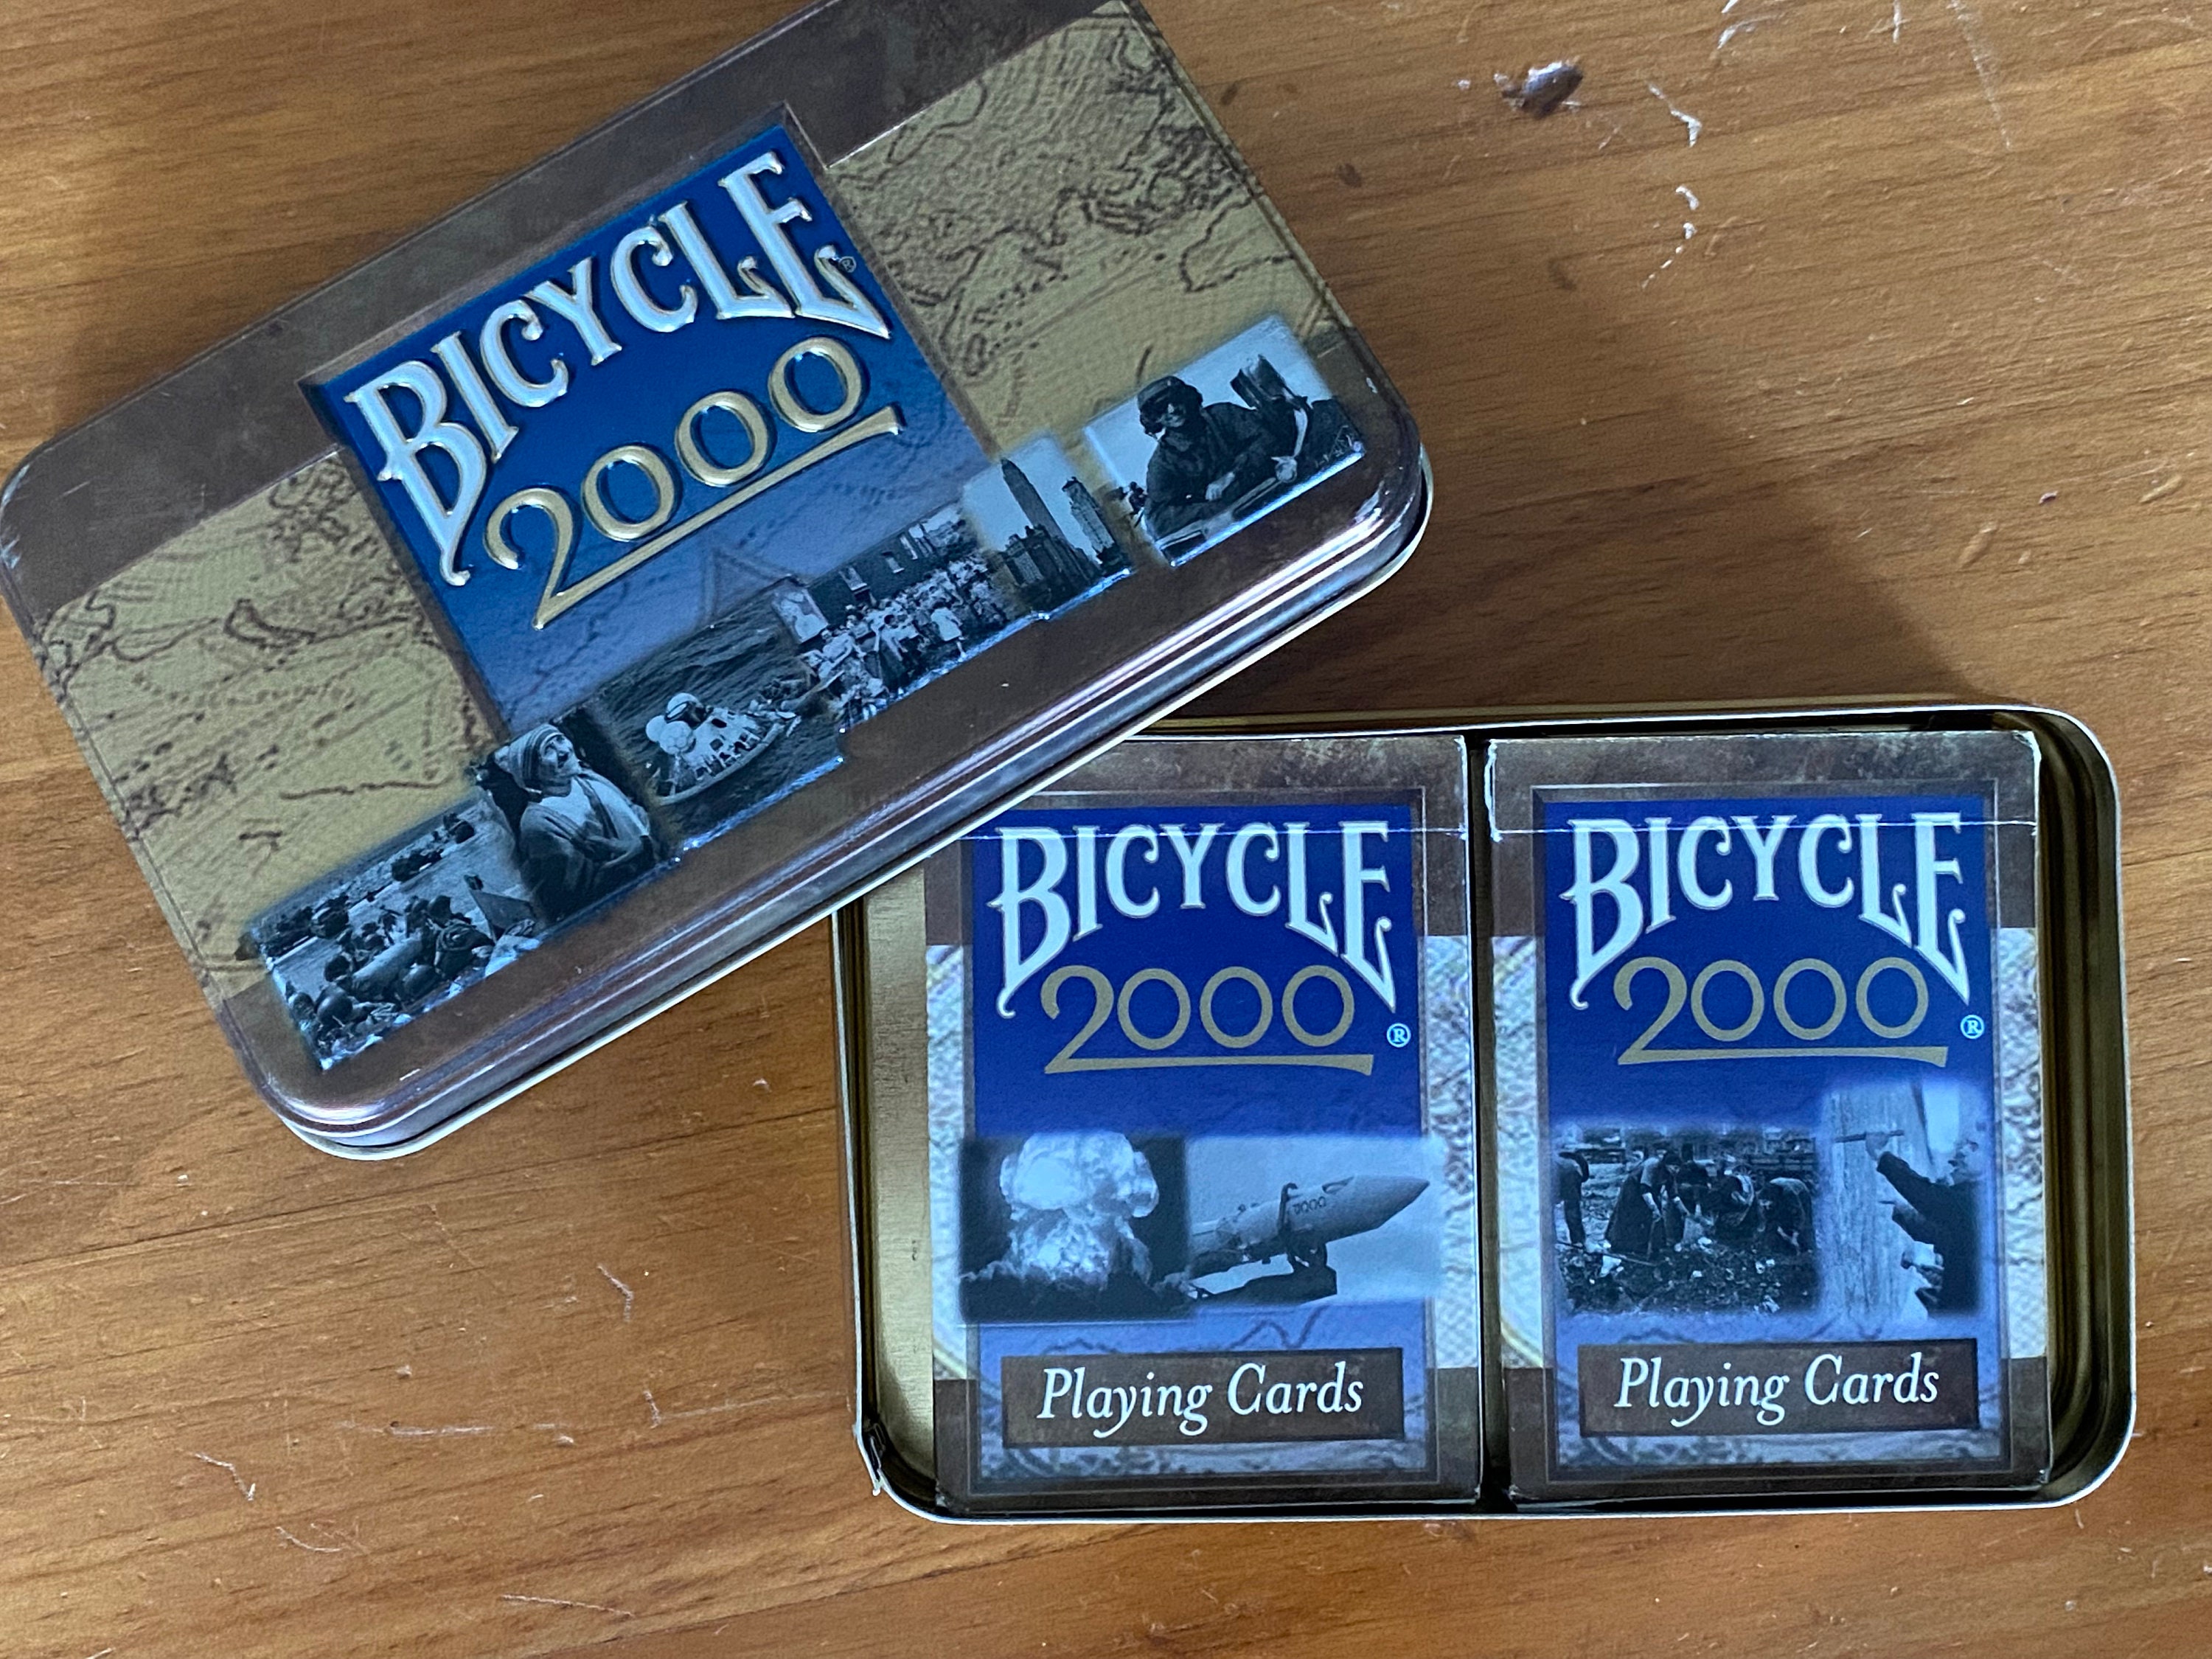 BICYCLE®
2000
BICYCLE
2000®
Playing Cards
BICYCLE
2000®
Playing Cards